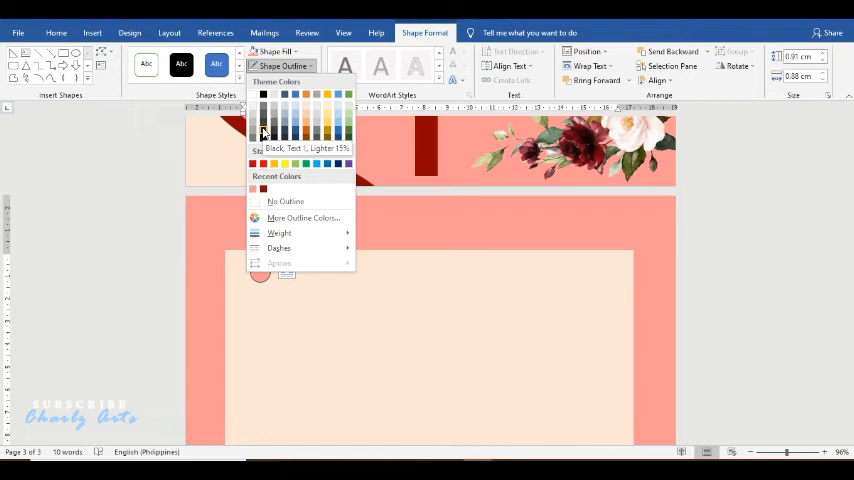 File Home Insert Design Layout References Mailings Review View Help Shape Format Tell me what you want to do Share
Abc Abc Abc
Shape Fill
Shape Outline
A A A
Text Direction
Align Text
Create Link
Position
Wrap Text
Bring Forward
Send Backward
Selection Pane
Align
Group
Rotate
0.91 cm
0.88 cm
Insert Shapes Shape Styles WordArt Styles Text Arrange Size
Theme Colors
Black, Text 1, Lighter 15%
Recent Colors
No Outline
More Outline Colors...
Weight
Dashes
Arrows
SUBSCRIBE
Charly Arts
Page 3 of 3 10 words English (Philippines) 96%